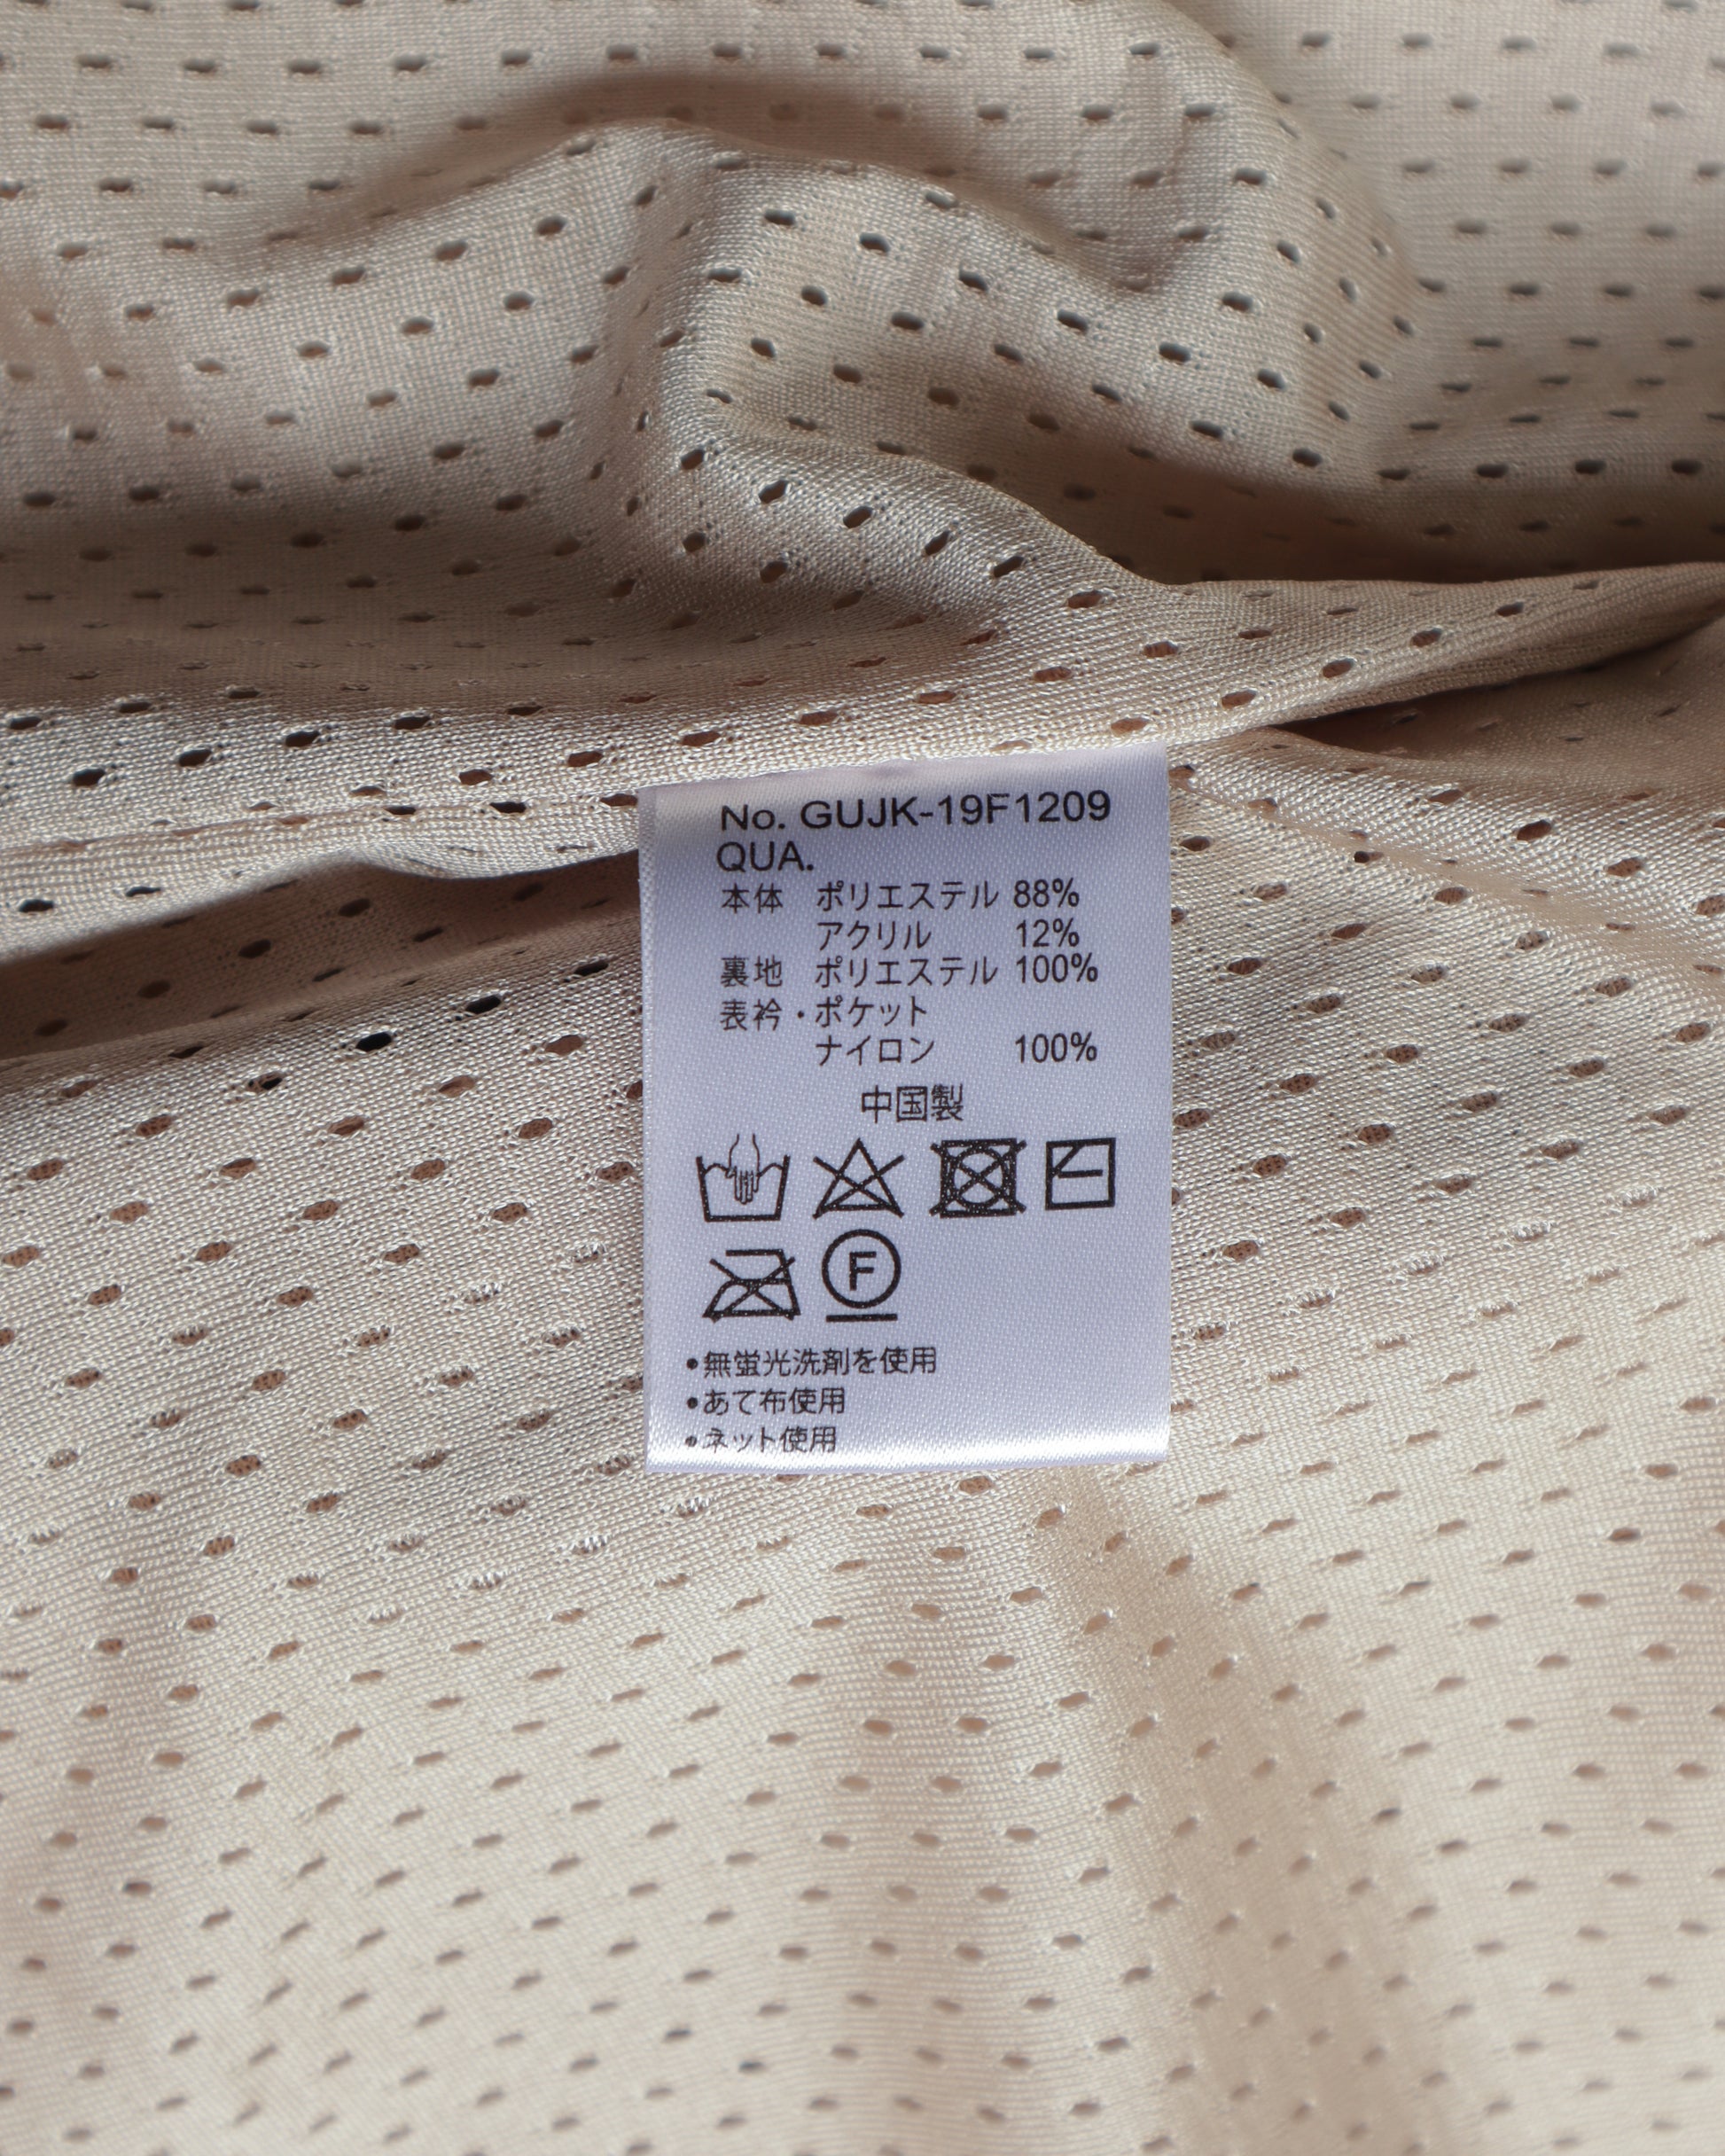 No. GUJK-19F1209
QUA.
本体 ポリエステル 88%
アクリル 12%
裏地 ポリエステル 100%
表衿・ポケット
ナイロン 100%
中国製
F
•無蛍光洗剤を使用
•あて布使用
•ネット使用